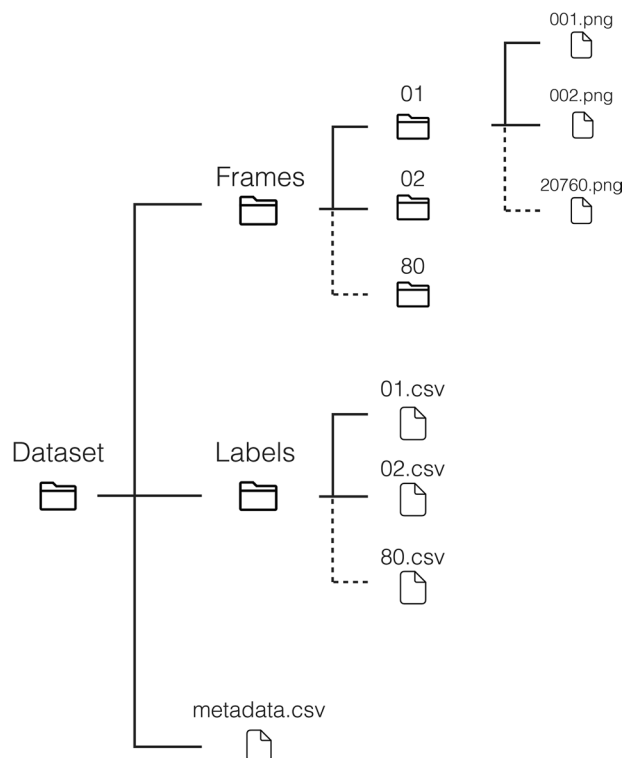 001.png
01
002.png
Frames
02
20760.png
80
01.csv
Dataset
Labels
02.csv
80.csv
metadata.csv